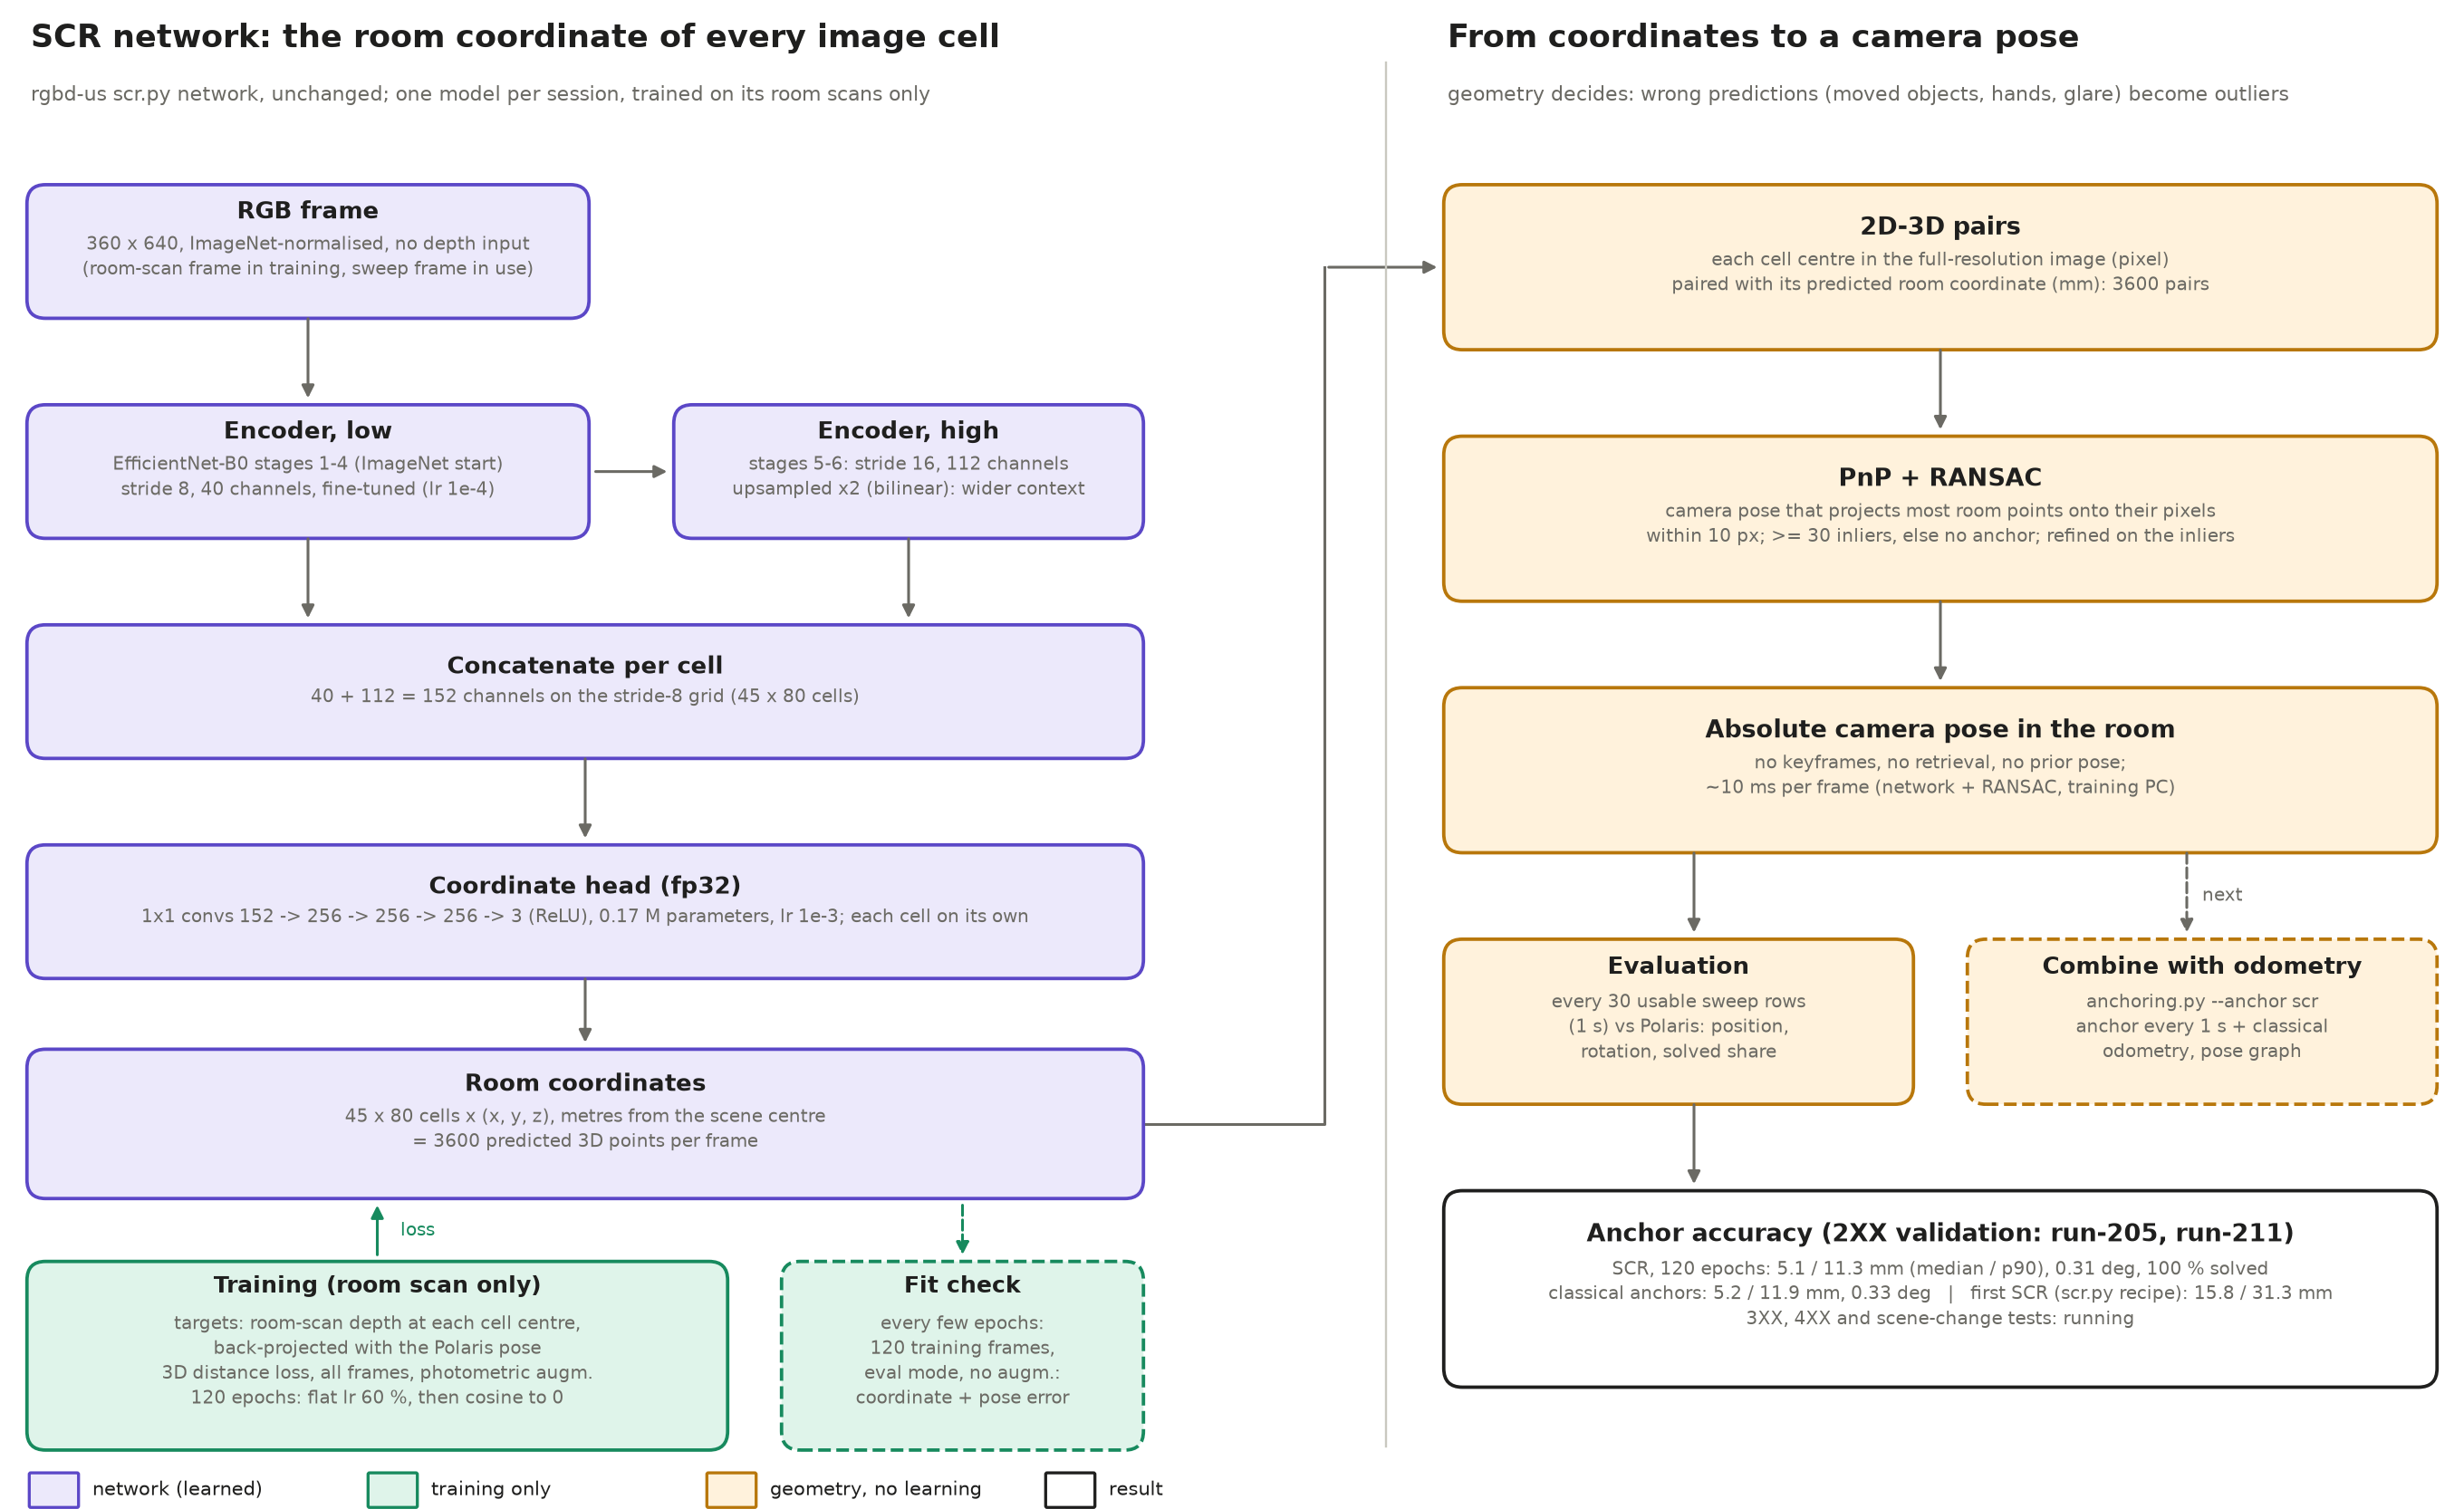 SCR network: the room coordinate of every image cell
rgbd-us scr.py network, unchanged; one model per session, trained on its room scans only
RGB frame
360 x 640, ImageNet-normalised, no depth input
(room-scan frame in training, sweep frame in use)
Encoder, low
EfficientNet-B0 stages 1-4 (ImageNet start)
stride 8, 40 channels, fine-tuned (lr 1e-4)
Encoder, high
stages 5-6: stride 16, 112 channels
upsampled x2 (bilinear): wider context
Concatenate per cell
40 + 112 = 152 channels on the stride-8 grid (45 x 80 cells)
Coordinate head (fp32)
1x1 convs 152 -> 256 -> 256 -> 256 -> 3 (ReLU), 0.17 M parameters, lr 1e-3; each cell on its own
Room coordinates
45 x 80 cells x (x, y, z), metres from the scene centre
= 3600 predicted 3D points per frame
loss
Training (room scan only)
targets: room-scan depth at each cell centre,
back-projected with the Polaris pose
3D distance loss, all frames, photometric augm.
120 epochs: flat lr 60 %, then cosine to 0
Fit check
every few epochs:
120 training frames,
eval mode, no augm.:
coordinate + pose error
From coordinates to a camera pose
geometry decides: wrong predictions (moved objects, hands, glare) become outliers
2D-3D pairs
each cell centre in the full-resolution image (pixel)
paired with its predicted room coordinate (mm): 3600 pairs
PnP + RANSAC
camera pose that projects most room points onto their pixels
within 10 px; >= 30 inliers, else no anchor; refined on the inliers
Absolute camera pose in the room
no keyframes, no retrieval, no prior pose;
~10 ms per frame (network + RANSAC, training PC)
next
Evaluation
every 30 usable sweep rows
(1 s) vs Polaris: position,
rotation, solved share
Combine with odometry
anchoring.py --anchor scr
anchor every 1 s + classical
odometry, pose graph
Anchor accuracy (2XX validation: run-205, run-211)
SCR, 120 epochs: 5.1 / 11.3 mm (median / p90), 0.31 deg, 100 % solved
classical anchors: 5.2 / 11.9 mm, 0.33 deg | first SCR (scr.py recipe): 15.8 / 31.3 mm
3XX, 4XX and scene-change tests: running
network (learned)
training only
geometry, no learning
result